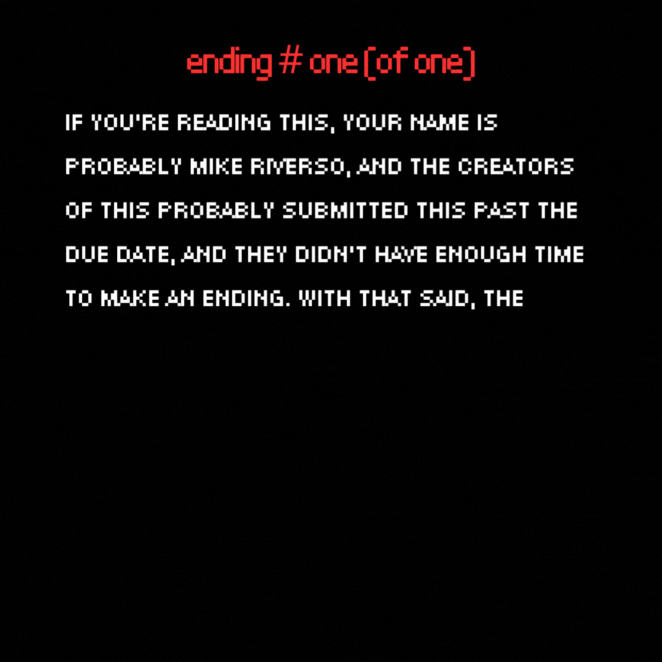 ending # one (of one)
IF YOU'RE READING THIS, YOUR NAME IS
PROBABLY MIKE RIVERSO, AND THE CREATORS
OF THIS PROBABLY SUBMITTED THIS PAST THE
DUE DATE, AND THEY DIDN'T HAVE ENOUGH TIME
TO MAKE AN ENDING. WITH THAT SAID, THE